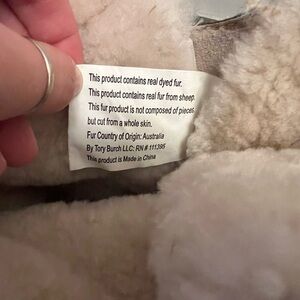 This product contains real dyed fur.
This product contains real fur from sheep.
This fur product is not composed of pieces,
but cut from a whole skin.
Fur Country of Origin: Australia
By Tory Burch LLC: RN # 111395
This product is Made in China